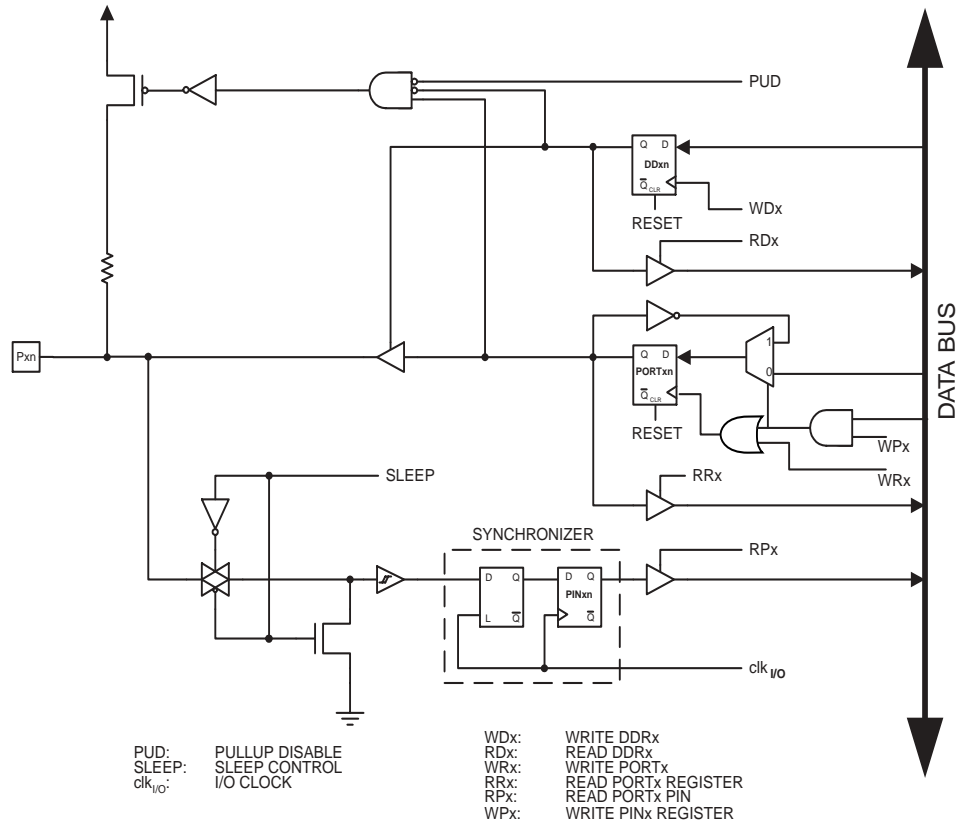 PUD
Q D
DDxn
Q CLR
WDx
RESET
RDx
Pxn
Q D
PORTxn
Q CLR
1
0
RESET
WPx
WRx
DATA BUS
SLEEP
RRx
SYNCHRONIZER
RPx
D Q
L Q
D Q
PINxn
Q
clk I/O
PUD: PULLUP DISABLE
SLEEP: SLEEP CONTROL
clkI/O: I/O CLOCK
WDx: WRITE DDRx
RDx: READ DDRx
WRx: WRITE PORTx
RRx: READ PORTx REGISTER
RPx: READ PORTx PIN
WPx: WRITE PINx REGISTER